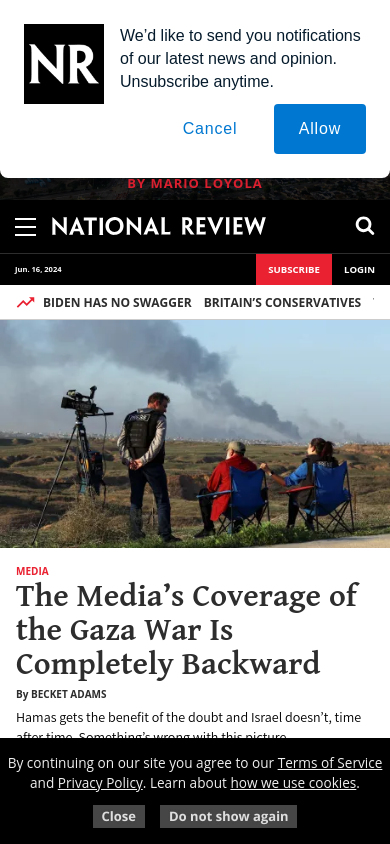 NR
We’d like to send you notifications
of our latest news and opinion.
Unsubscribe anytime.
Cancel
Allow
BY MARIO LOYOLA
NATIONAL REVIEW
Jun. 16, 2024
SUBSCRIBE
LOGIN
BIDEN HAS NO SWAGGER BRITAIN’S CONSERVATIVES
MEDIA
The Media’s Coverage of
the Gaza War Is
Completely Backward
By BECKET ADAMS
Hamas gets the benefit of the doubt and Israel doesn’t, time
after time. Something’s wrong with this picture.
By continuing on our site you agree to our Terms of Service
and Privacy Policy. Learn about how we use cookies.
Close
Do not show again